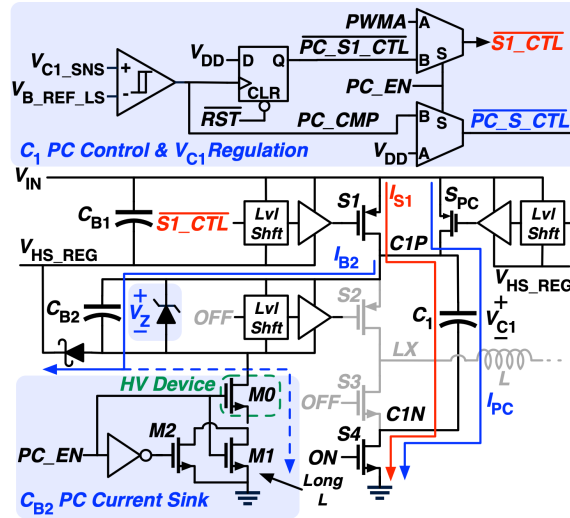 PWMA
A
S1_CTL
V_DD
D
Q
PC_S1_CTL
B
S
V_C1_SNS
+
V_B_REF_LS
-
CLR
PC_EN
RST
PC_CMP
B
S
PC_S_CTL
V_DD
A
C_1 PC Control & V_C1 Regulation
V_IN
C_B1
S1_CTL
Lvl
Shft
S1
I_S1
S_PC
Lvl
Shft
V_HS_REG
I_B2
C1P
V_HS_REG
C_B2
+
V_Z
–
OFF
Lvl
Shft
S2
C_1
+
V_C1
–
LX
L
HV Device
M0
OFF
S3
C1N
I_PC
PC_EN
M2
M1
ON
S4
Long
L
C_B2 PC Current Sink